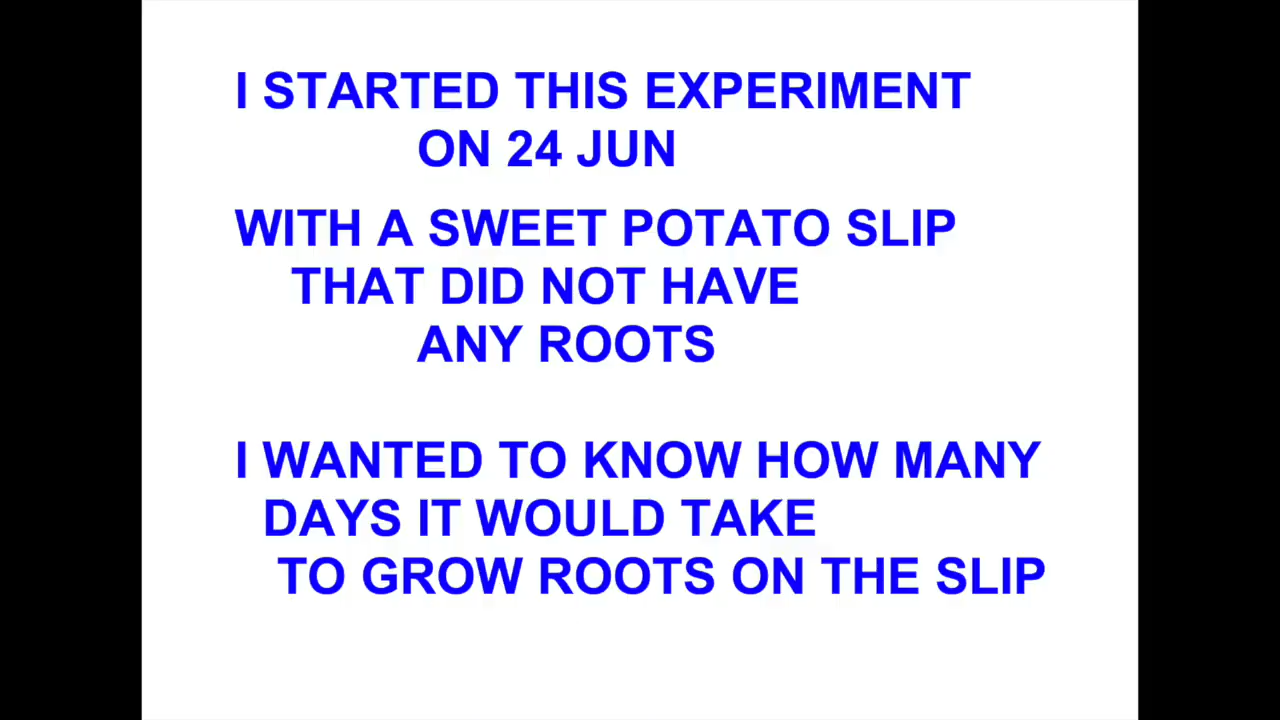 I STARTED THIS EXPERIMENT
ON 24 JUN
WITH A SWEET POTATO SLIP
THAT DID NOT HAVE
ANY ROOTS
I WANTED TO KNOW HOW MANY
DAYS IT WOULD TAKE
TO GROW ROOTS ON THE SLIP